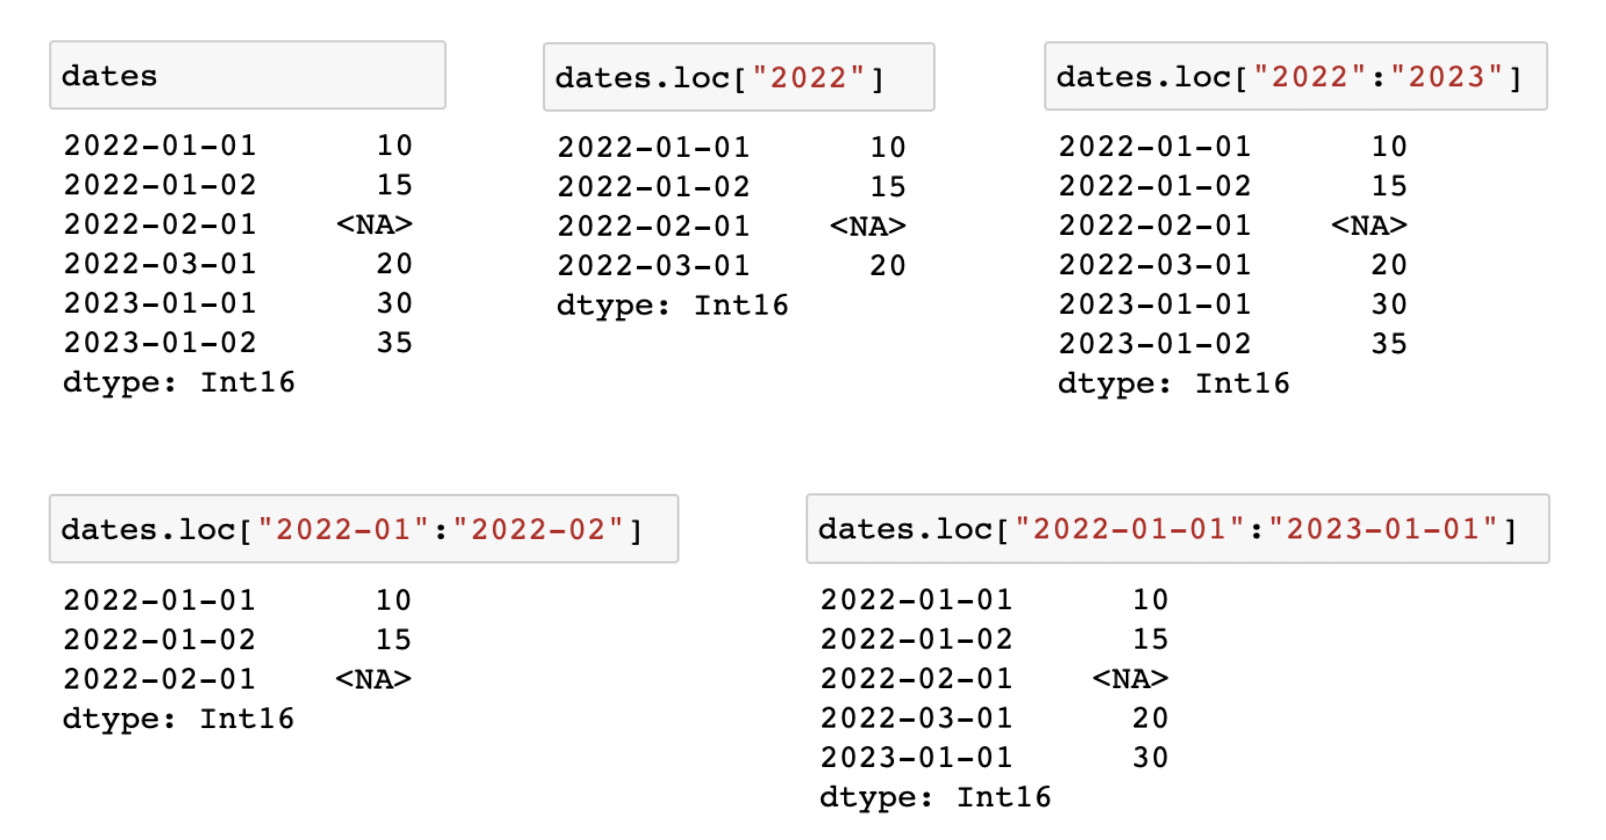 dates
2022-01-01 10
2022-01-02 15
2022-02-01 <NA>
2022-03-01 20
2023-01-01 30
2023-01-02 35
dtype: Int16
dates.loc["2022"]
2022-01-01 10
2022-01-02 15
2022-02-01 <NA>
2022-03-01 20
dtype: Int16
dates.loc["2022":"2023"]
2022-01-01 10
2022-01-02 15
2022-02-01 <NA>
2022-03-01 20
2023-01-01 30
2023-01-02 35
dtype: Int16
dates.loc["2022-01":"2022-02"]
2022-01-01 10
2022-01-02 15
2022-02-01 <NA>
dtype: Int16
dates.loc["2022-01-01":"2023-01-01"]
2022-01-01 10
2022-01-02 15
2022-02-01 <NA>
2022-03-01 20
2023-01-01 30
dtype: Int16